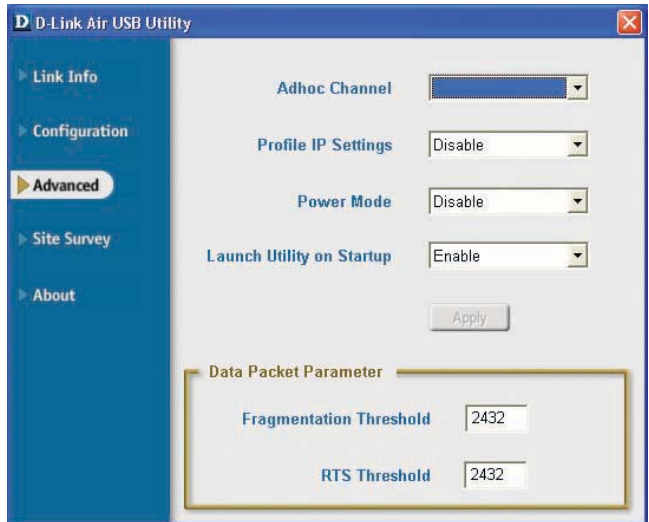 D D-Link Air USB Utility
Link Info
Configuration
Advanced
Site Survey
About
Adhoc Channel
Profile IP Settings Disable
Power Mode Disable
Launch Utility on Startup Enable
Apply
Data Packet Parameter
Fragmentation Threshold 2432
RTS Threshold 2432